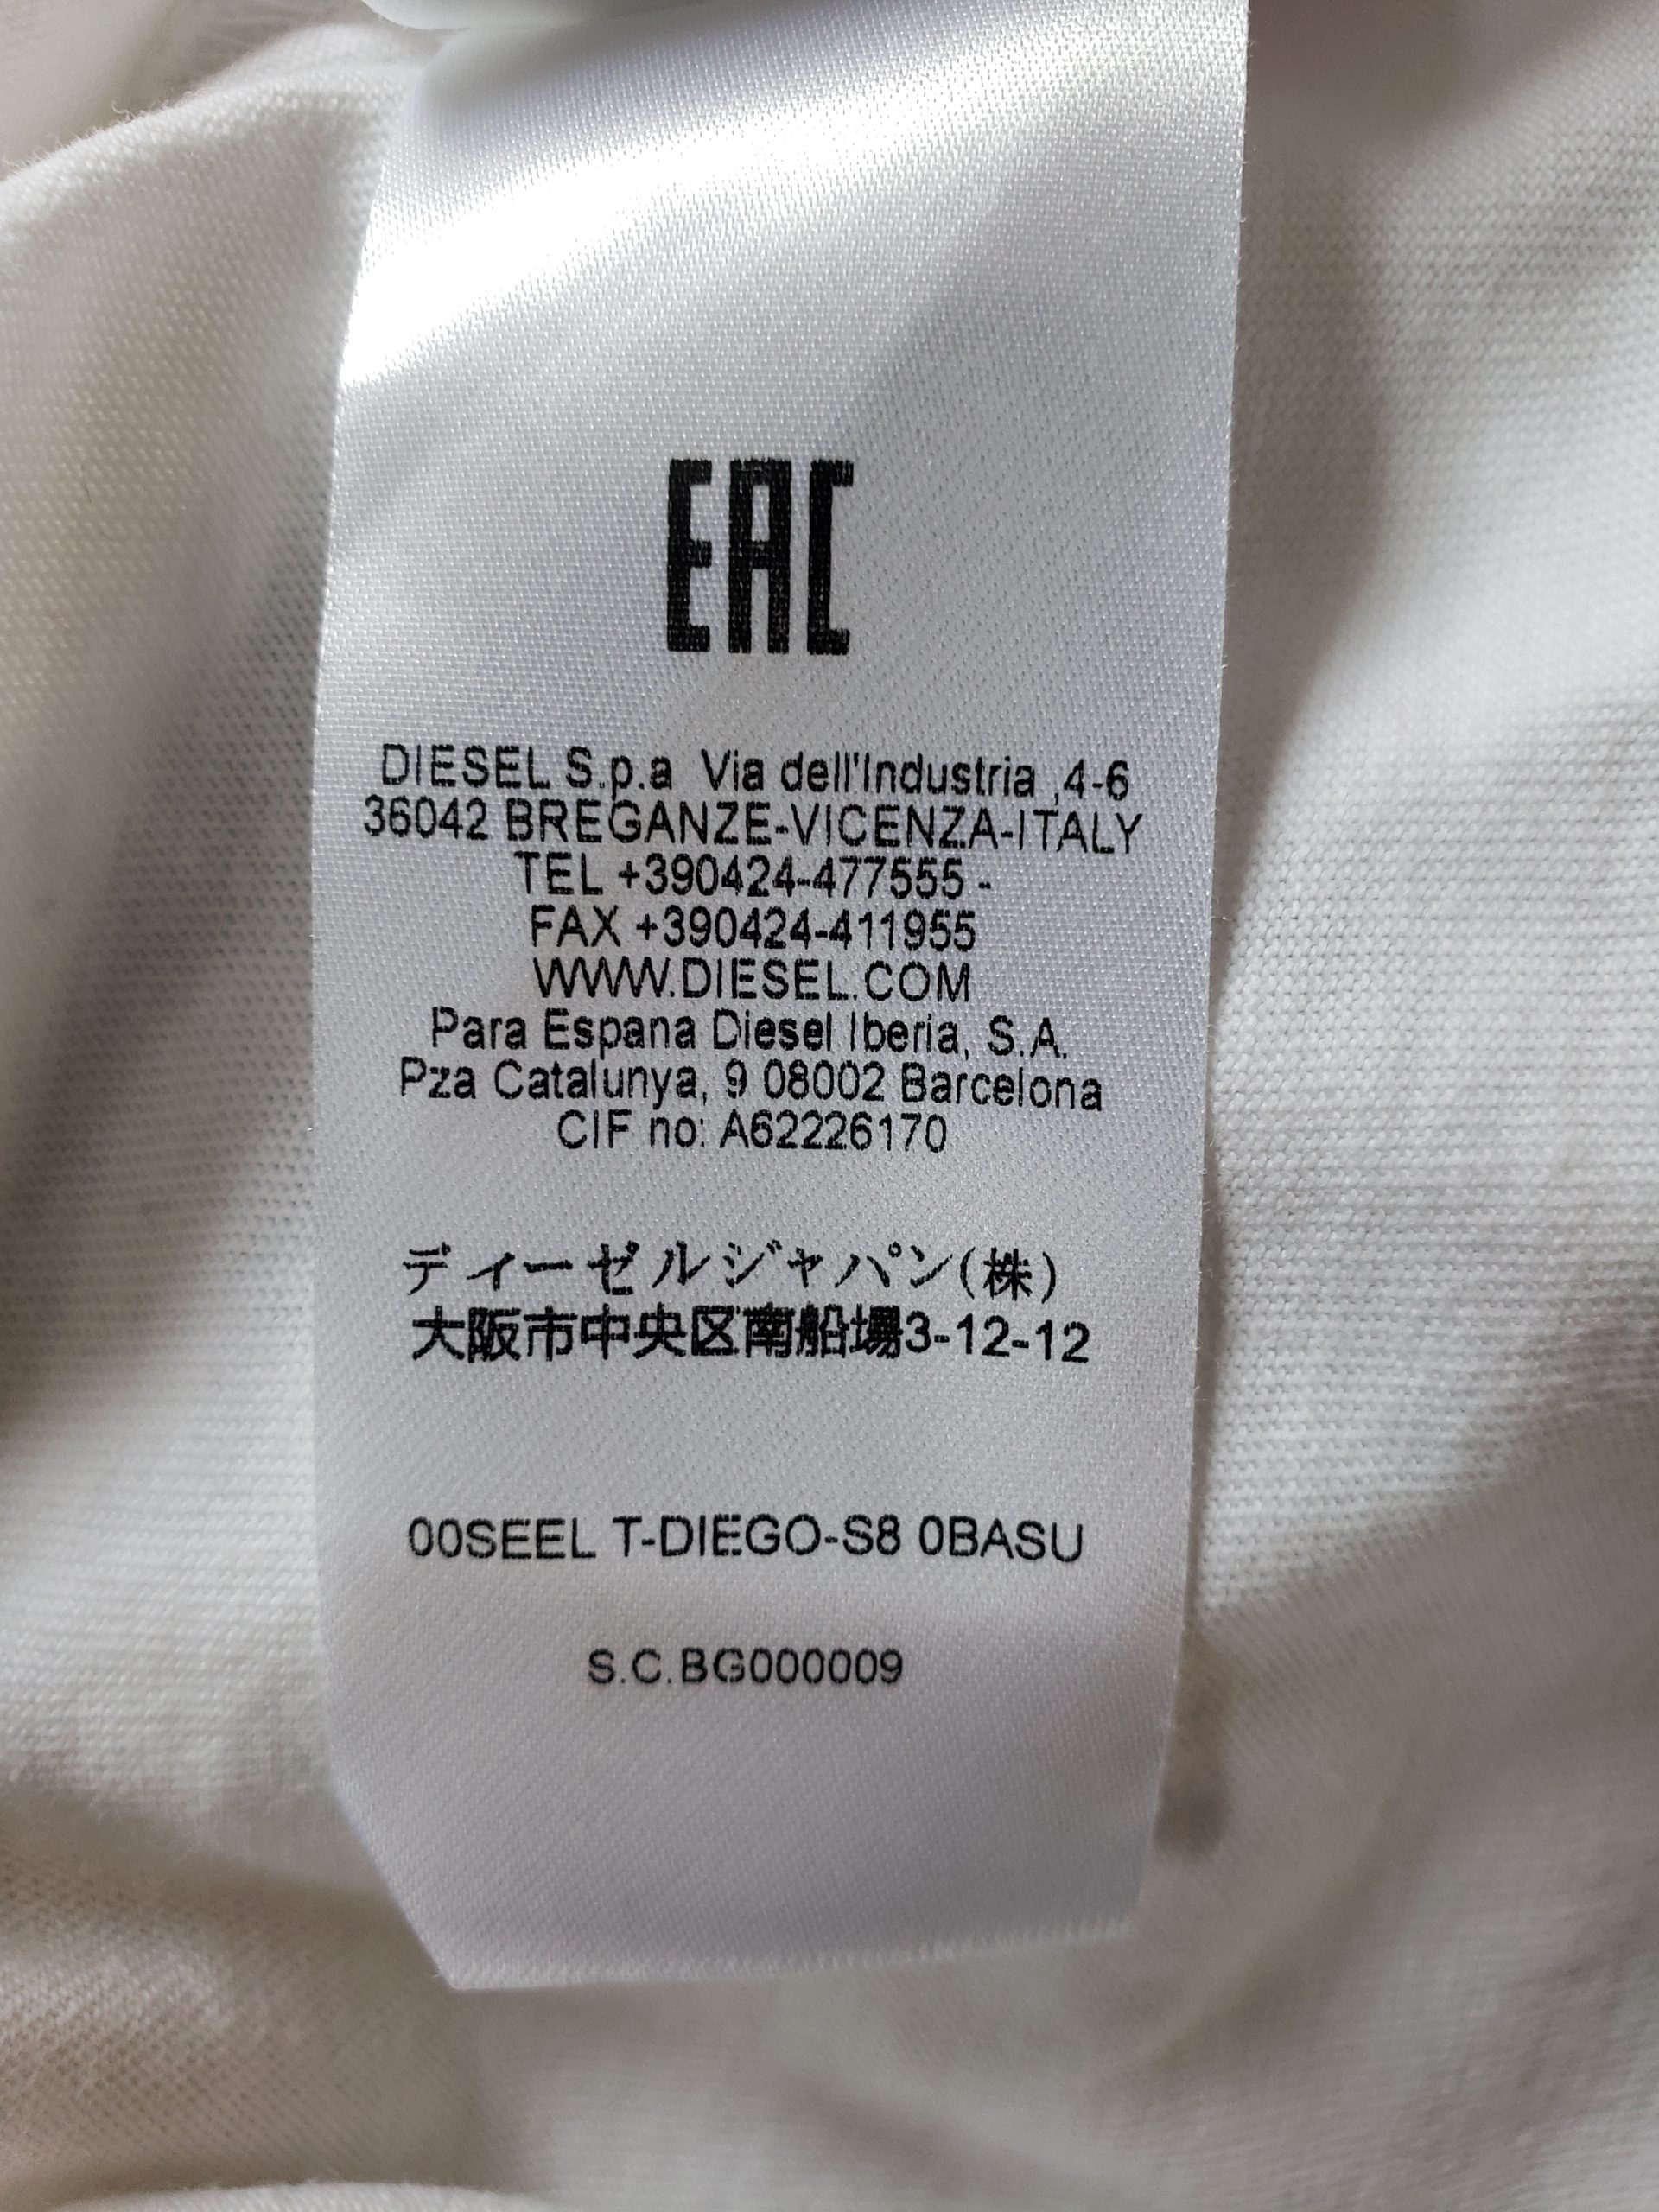 EAC
DIESEL S.p.a Via dell'Industria ,4-6
36042 BREGANZE-VICENZA-ITALY
TEL +390424-477555 -
FAX +390424-411955
WWW.DIESEL.COM
Para Espana Diesel Iberia, S.A.
Pza Catalunya, 9 08002 Barcelona
CIF no: A62226170
ディーゼルジャパン(株)
大阪市中央区南船場3-12-12
00SEEL T-DIEGO-S8 0BASU
S.C.BG000009